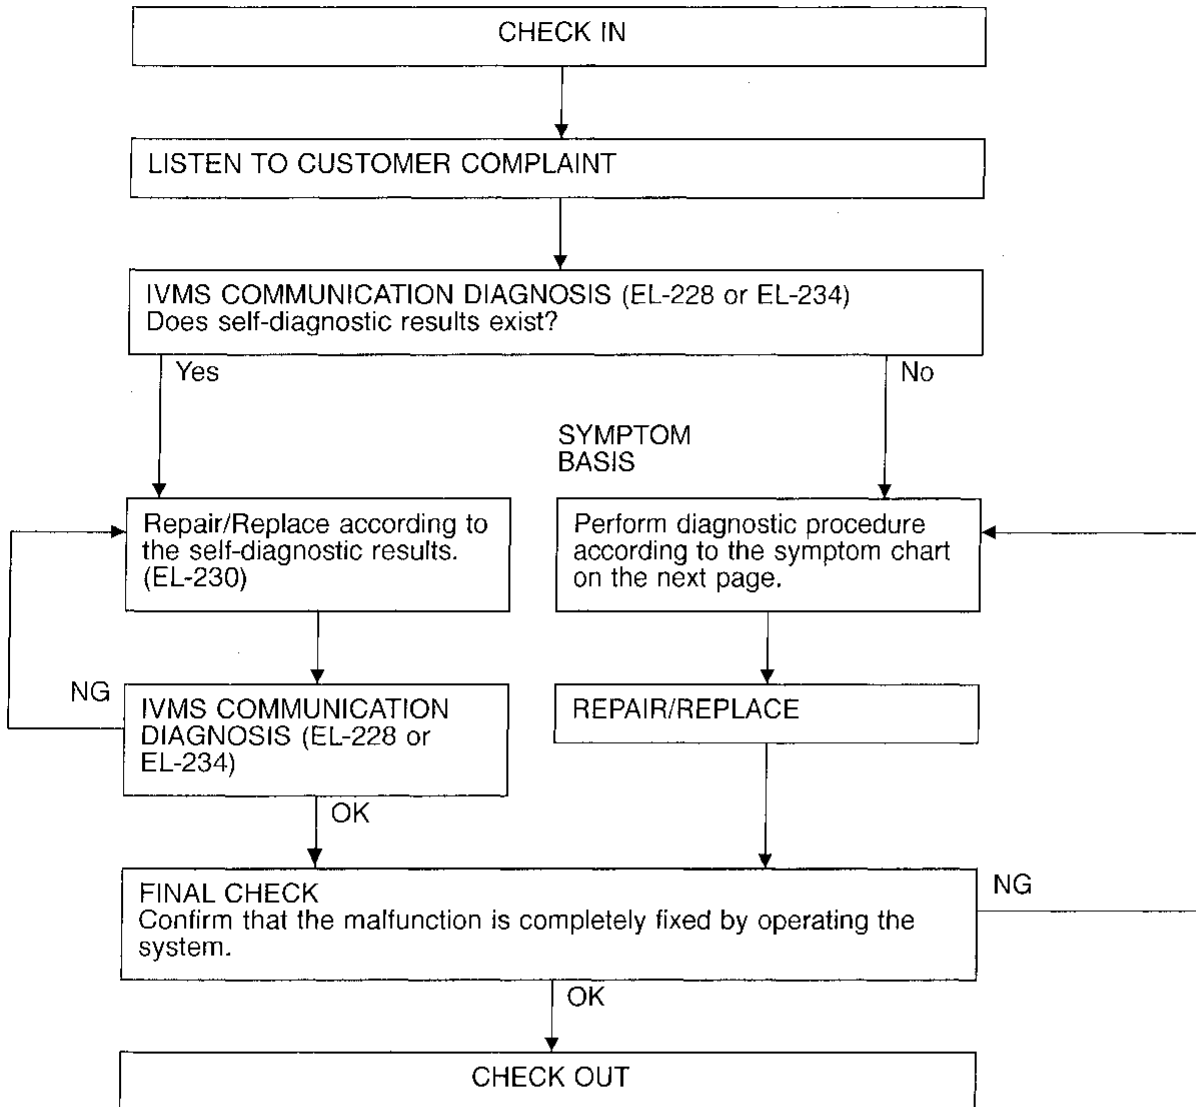 CHECK IN
LISTEN TO CUSTOMER COMPLAINT
IVMS COMMUNICATION DIAGNOSIS (EL-228 or EL-234)
Does self-diagnostic results exist?
Yes
No
SYMPTOM
BASIS
Repair/Replace according to
the self-diagnostic results.
(EL-230)
Perform diagnostic procedure
according to the symptom chart
on the next page.
NG
IVMS COMMUNICATION
DIAGNOSIS (EL-228 or
EL-234)
REPAIR/REPLACE
OK
FINAL CHECK
Confirm that the malfunction is completely fixed by operating the
system.
NG
OK
CHECK OUT